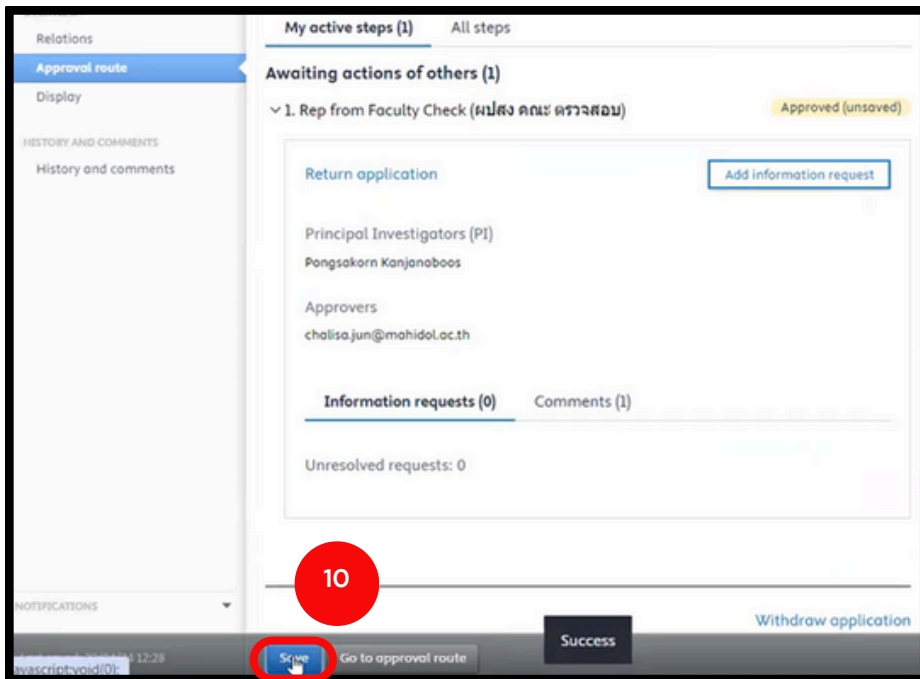 Relations
Approval route
Display
HISTORY AND COMMENTS
History and comments
NOTIFICATIONS
12:28
avascript:void(0);
My active steps (1) All steps
Awaiting actions of others (1)
1. Rep from Faculty Check (ผปสง คณะ ตรวจสอบ) Approved (unsaved)
Return application Add information request
Principal Investigators (PI)
Pongsakorn Kanjanaboos
Approvers
chalisa.jun@mahidol.ac.th
Information requests (0) Comments (1)
Unresolved requests: 0
10
Withdraw application
Success
Save Go to approval route